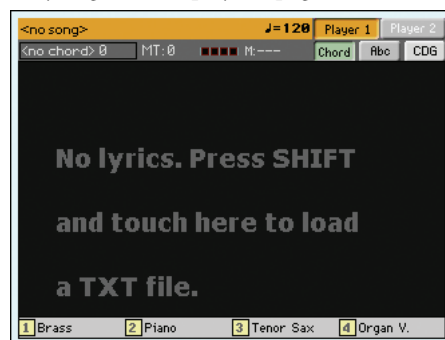 <no song> ♩=120 Player 1 Player 2
<no chord> 0 MT:0 M:--- Chord Abc CDG
No lyrics. Press SHIFT
and touch here to load
a TXT file.
1 Brass 2 Piano 3 Tenor Sax 4 Organ V.